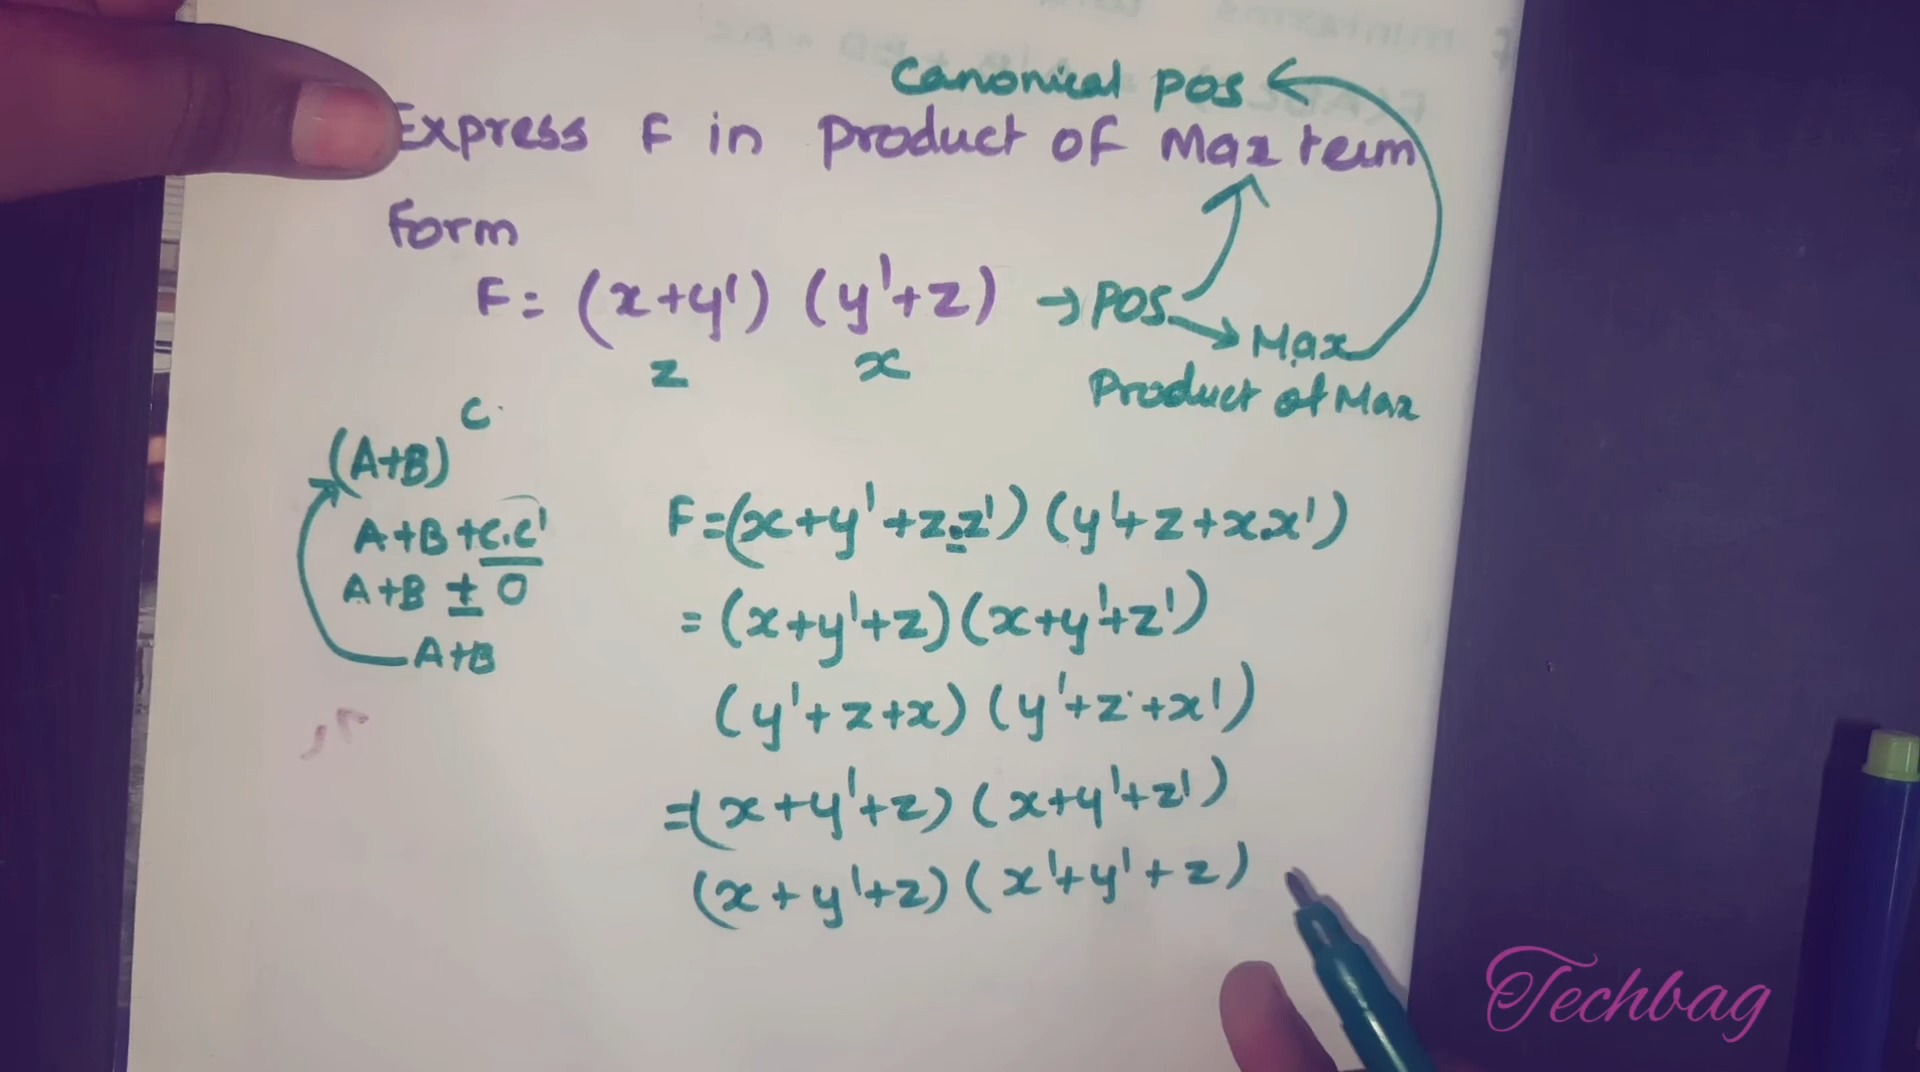 Canonical POS
Express F in product of Max term
Form
F = (x+y') (y'+z) → POS
Max
z x
Product of Max
C
(A+B)
A+B+C.C'
A+B ± 0
A+B
F=(x+y'+z.z') (y'+z+x.x')
= (x+y'+z)(x+y'+z')
(y'+z+x) (y'+z+x')
=(x+y'+z) (x+y'+z')
(x+y'+z) (x'+y'+z)
Techbag